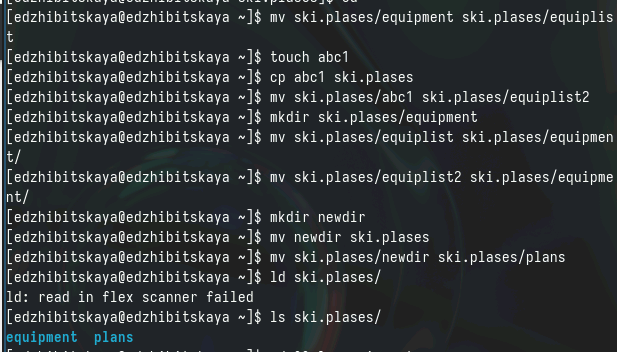 [edzhibitskaya@edzhibitskaya ~]$ mv ski.plases/equipment ski.plases/equiplis
t
[edzhibitskaya@edzhibitskaya ~]$ touch abc1
[edzhibitskaya@edzhibitskaya ~]$ cp abc1 ski.plases
[edzhibitskaya@edzhibitskaya ~]$ mv ski.plases/abc1 ski.plases/equiplist2
[edzhibitskaya@edzhibitskaya ~]$ mkdir ski.plases/equipment
[edzhibitskaya@edzhibitskaya ~]$ mv ski.plases/equiplist ski.plases/equipmen
t/
[edzhibitskaya@edzhibitskaya ~]$ mv ski.plases/equiplist2 ski.plases/equipme
nt/
[edzhibitskaya@edzhibitskaya ~]$ mkdir newdir
[edzhibitskaya@edzhibitskaya ~]$ mv newdir ski.plases
[edzhibitskaya@edzhibitskaya ~]$ mv ski.plases/newdir ski.plases/plans
[edzhibitskaya@edzhibitskaya ~]$ ld ski.plases/
ld: read in flex scanner failed
[edzhibitskaya@edzhibitskaya ~]$ ls ski.plases/
equipment plans